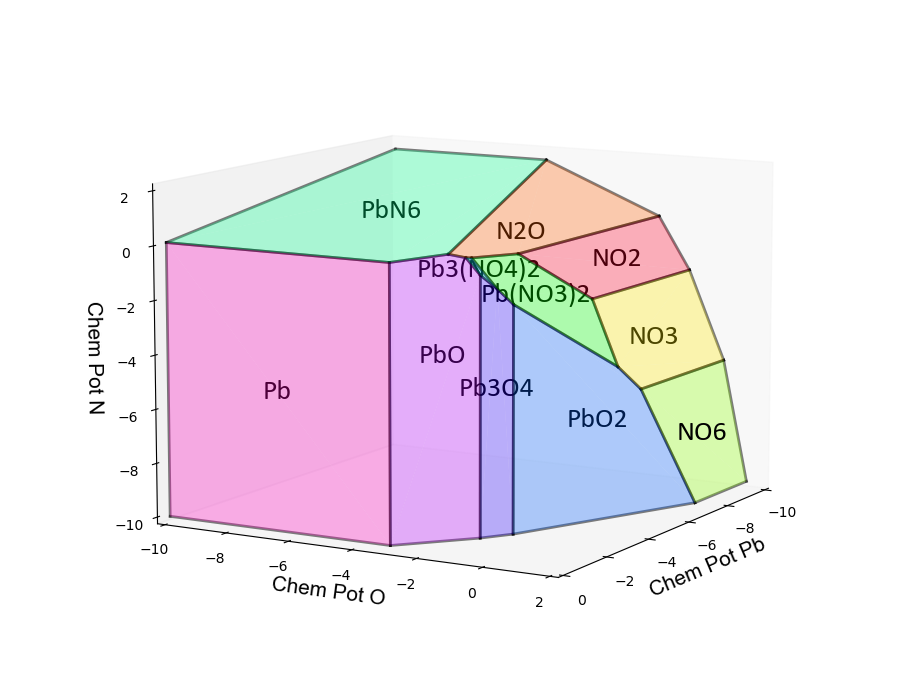 PbN6
N2O
NO2
Pb3(NO4)2
Pb(NO3)2
NO3
PbO
Pb
Pb3O4
PbO2
NO6
Chem Pot N
2
0
−2
−4
−6
−8
−10
Chem Pot O
−10
−8
−6
−4
−2
0
2
Chem Pot Pb
0
−2
−4
−6
−8
−10